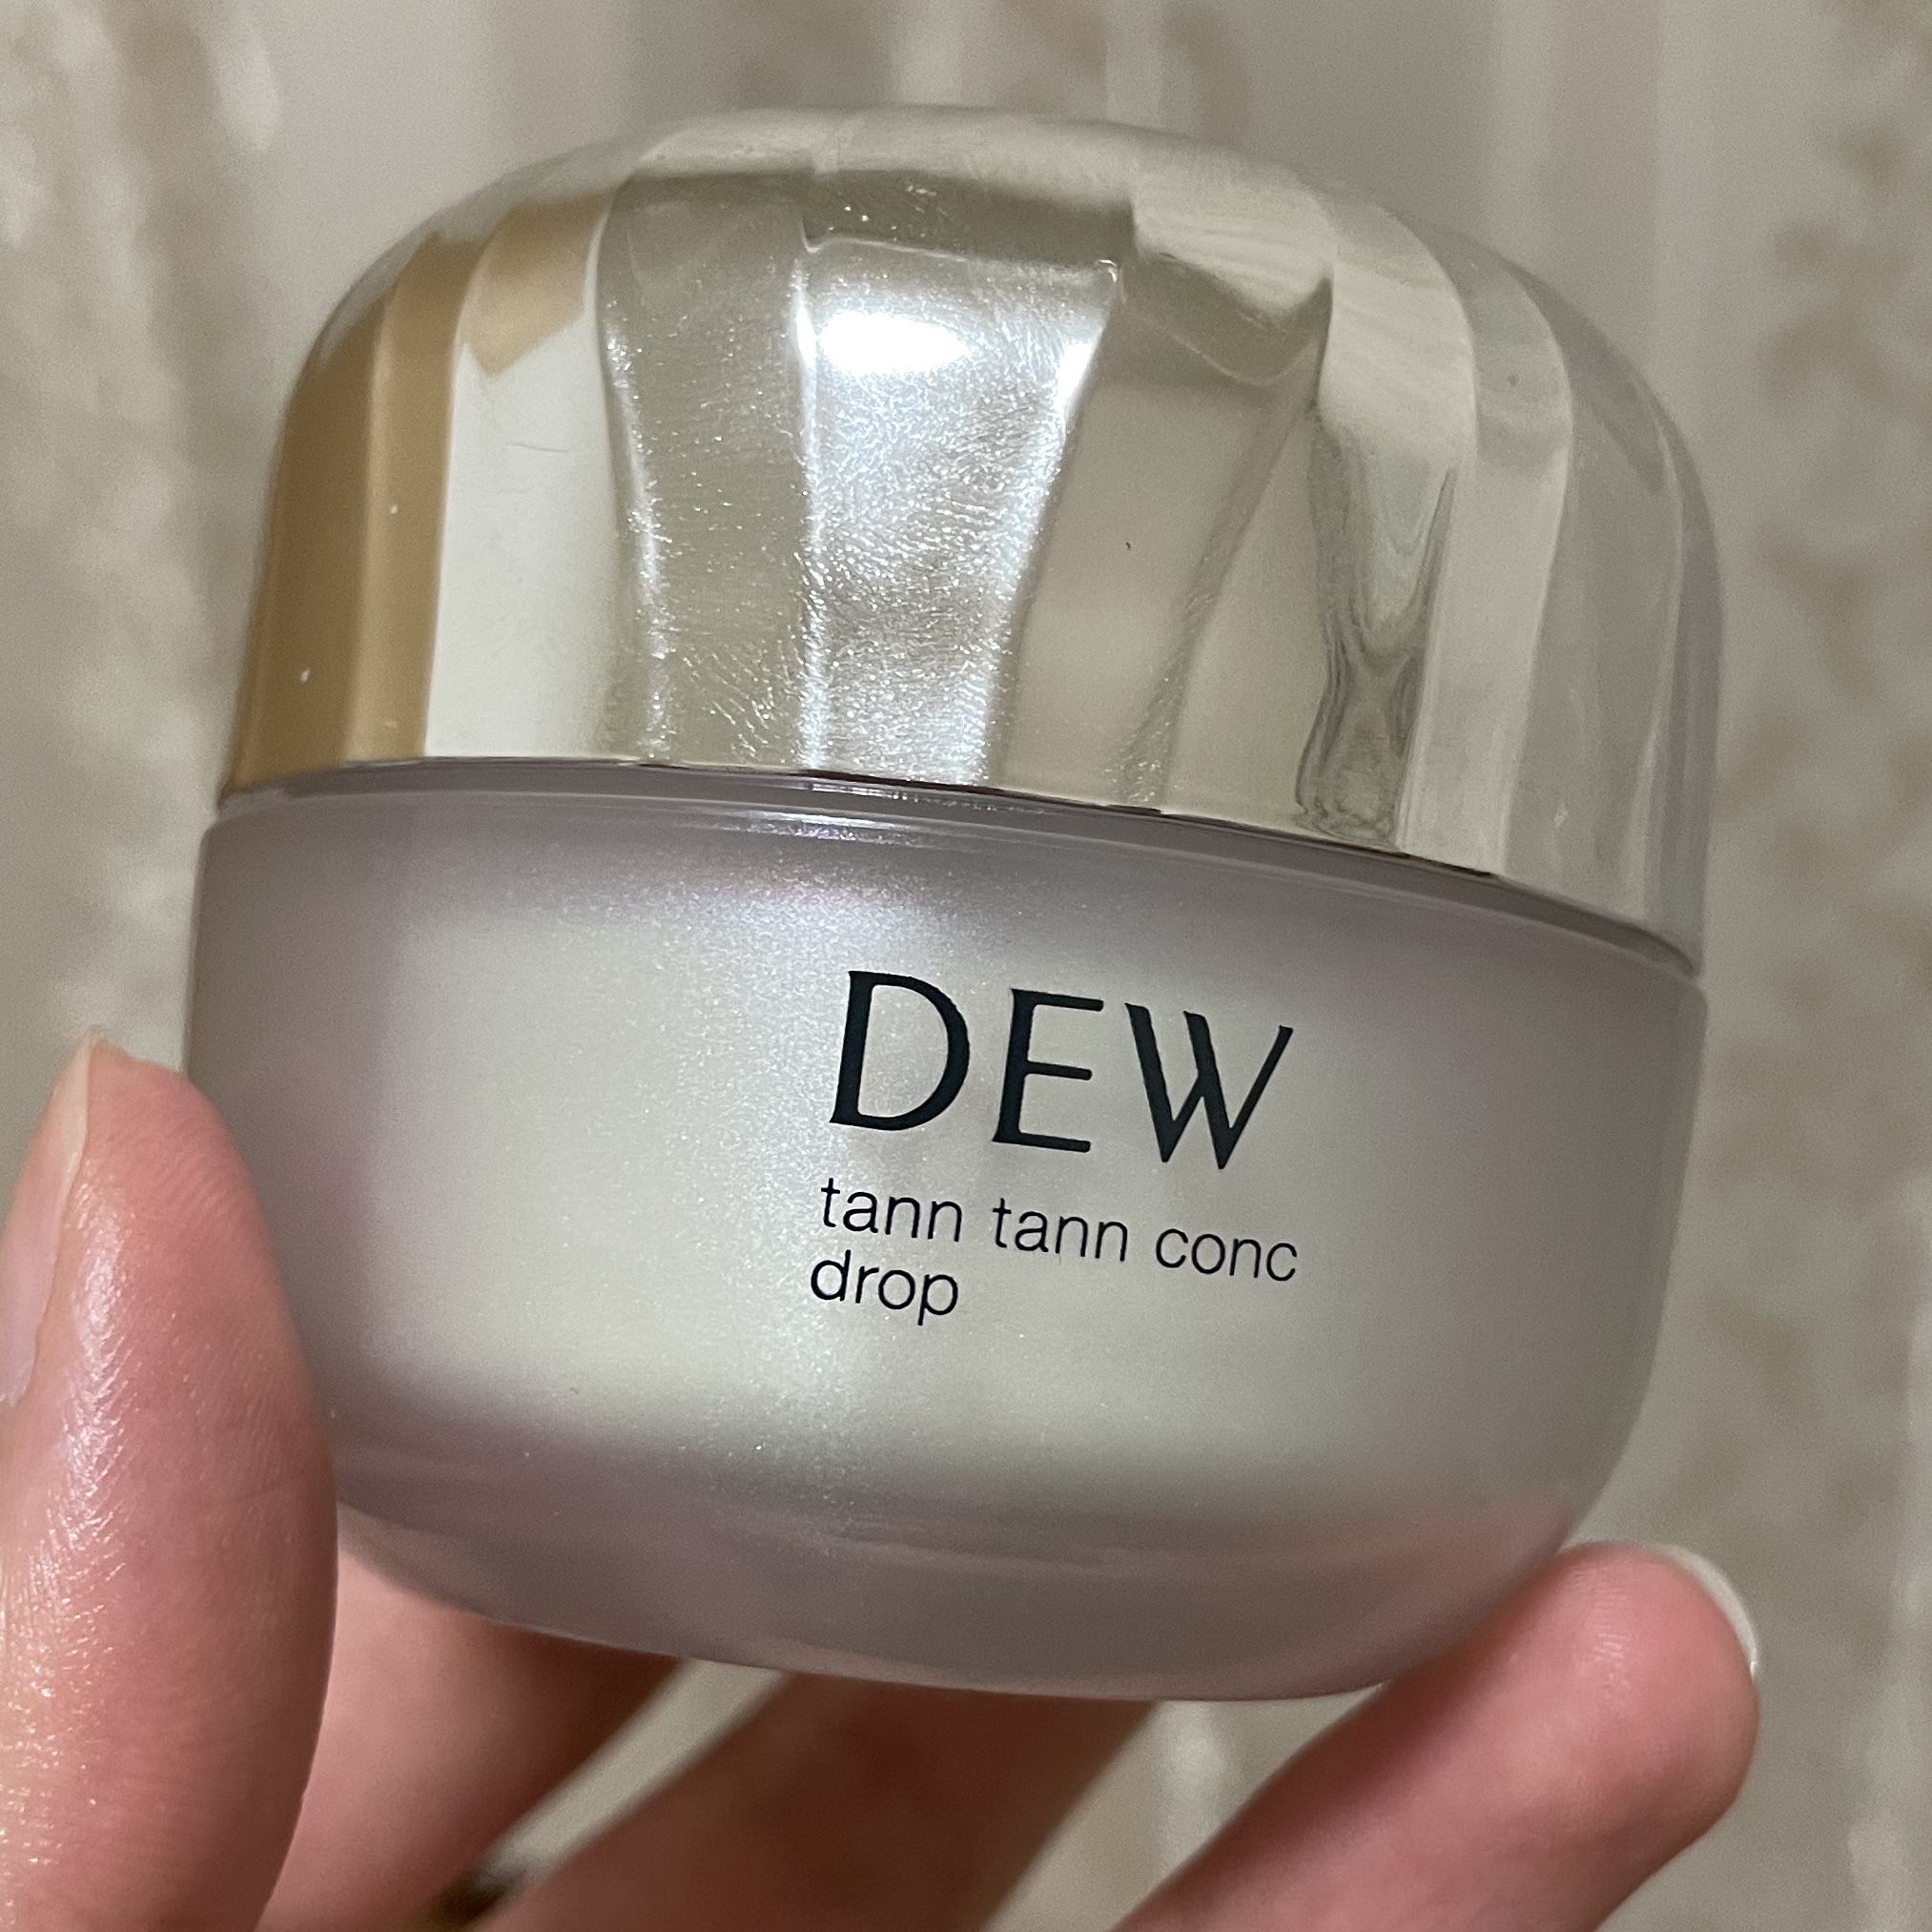 DEW
tann tann conc
drop